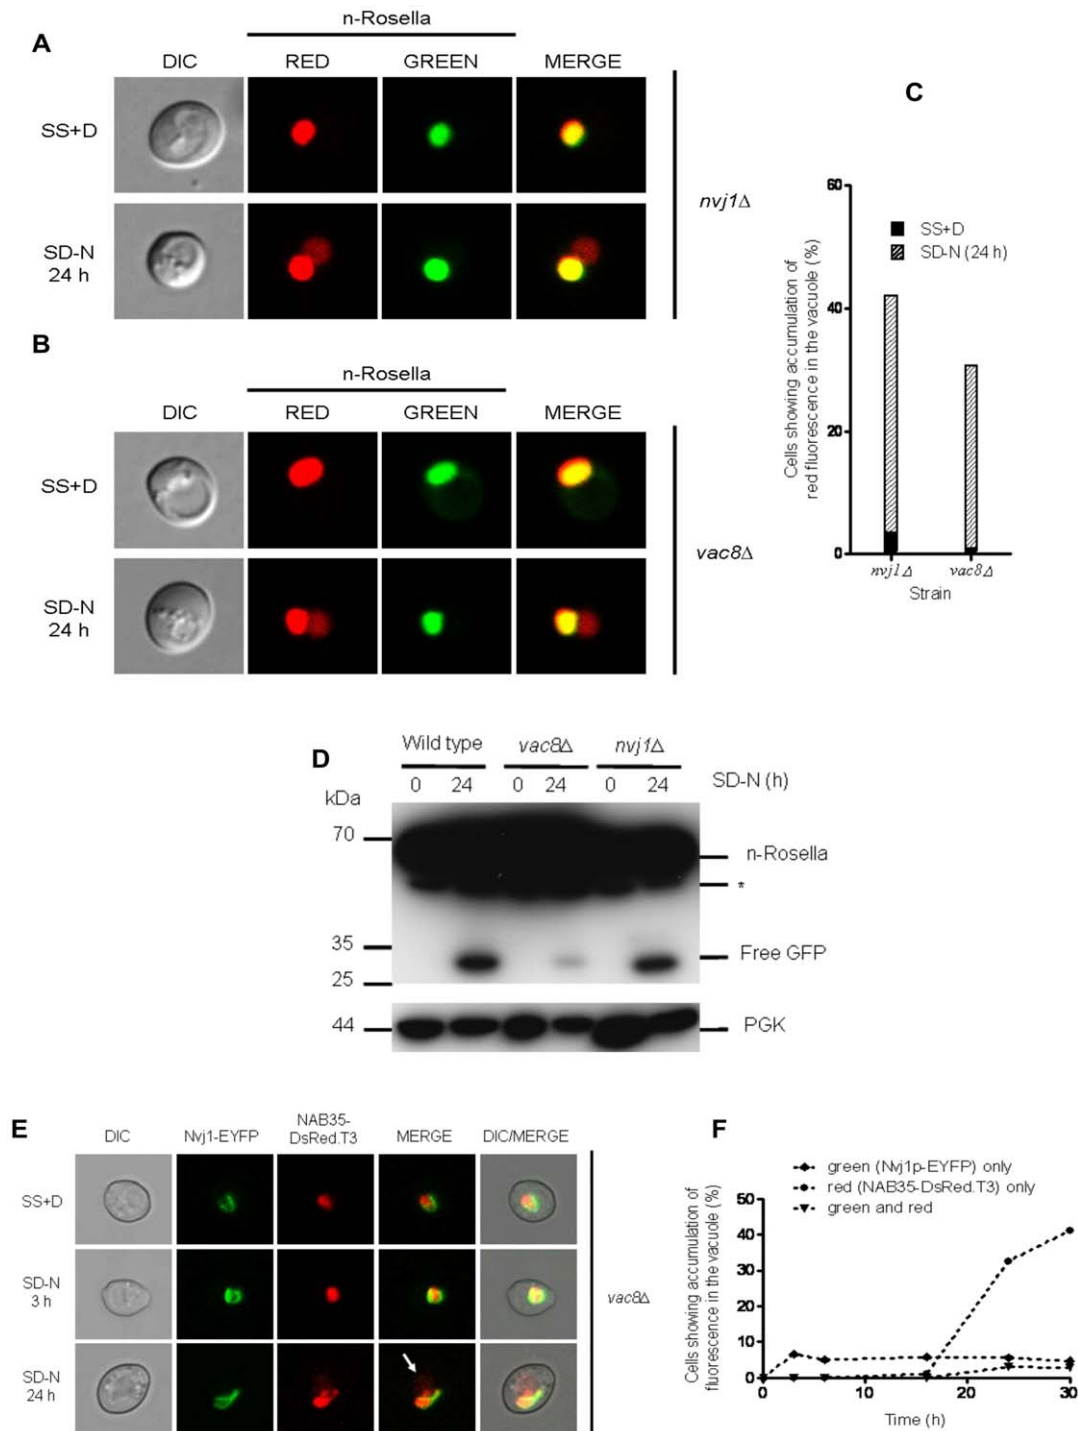 A
n-Rosella
DIC RED GREEN MERGE
SS+D
SD-N
24 h
nvj1Δ
B
n-Rosella
DIC RED GREEN MERGE
SS+D
SD-N
24 h
vac8Δ
C
Cells showing accumulation of
red fluorescence in the vacuole (%)
60
40
20
0
SS+D
SD-N (24 h)
nvj1Δ vac8Δ
Strain
D
Wild type vac8Δ nvj1Δ
0 24 0 24 0 24 SD-N (h)
kDa
70
35
25
44
n-Rosella
*
Free GFP
PGK
E
DIC Nvj1-EYFP NAB35-
DsRed.T3 MERGE DIC/MERGE
SS+D
SD-N
3 h
SD-N
24 h
vac8Δ
F
green (Nvj1p-EYFP) only
red (NAB35-DsRed.T3) only
green and red
Cells showing accumulation of
fluorescence in the vacuole (%)
50
40
30
20
10
0
0 10 20 30
Time (h)